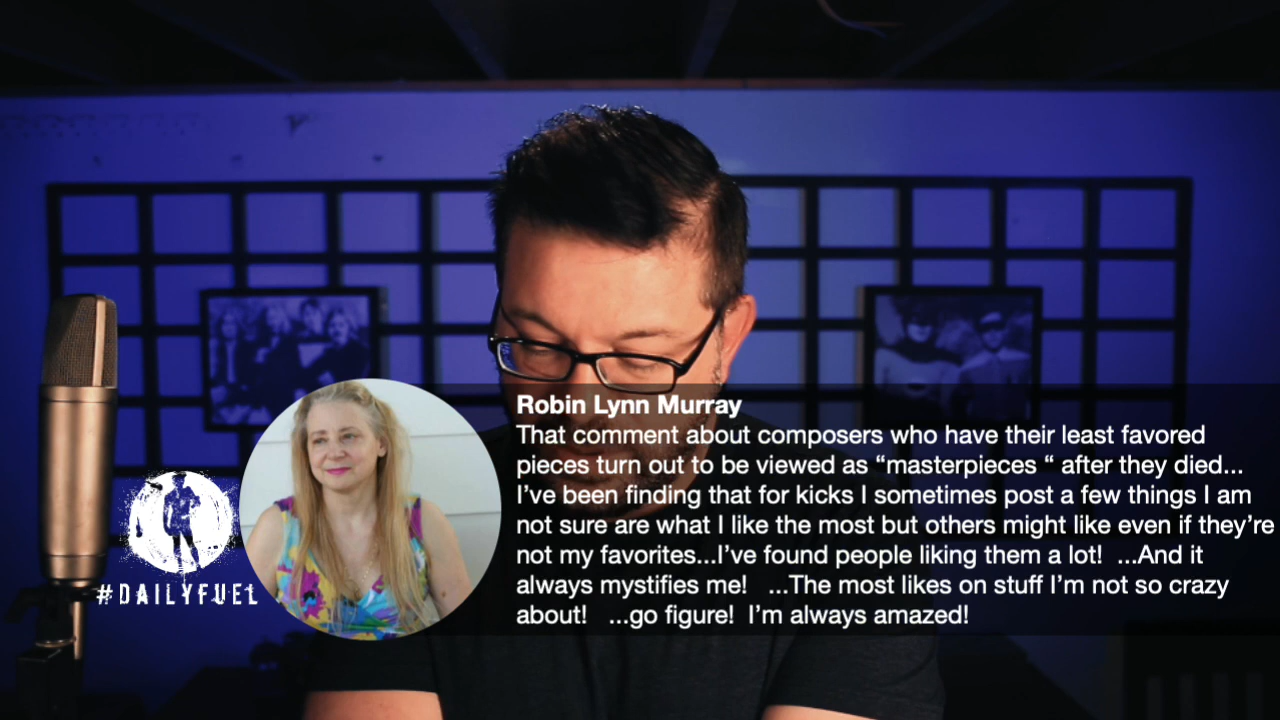 Robin Lynn Murray
That comment about composers who have their least favored
pieces turn out to be viewed as “masterpieces “ after they died...
I’ve been finding that for kicks I sometimes post a few things I am
not sure are what I like the most but others might like even if they’re
not my favorites...I’ve found people liking them a lot!  ...And it
always mystifies me!   ...The most likes on stuff I’m not so crazy
about!   ...go figure!  I’m always amazed!
#DAILYFUEL